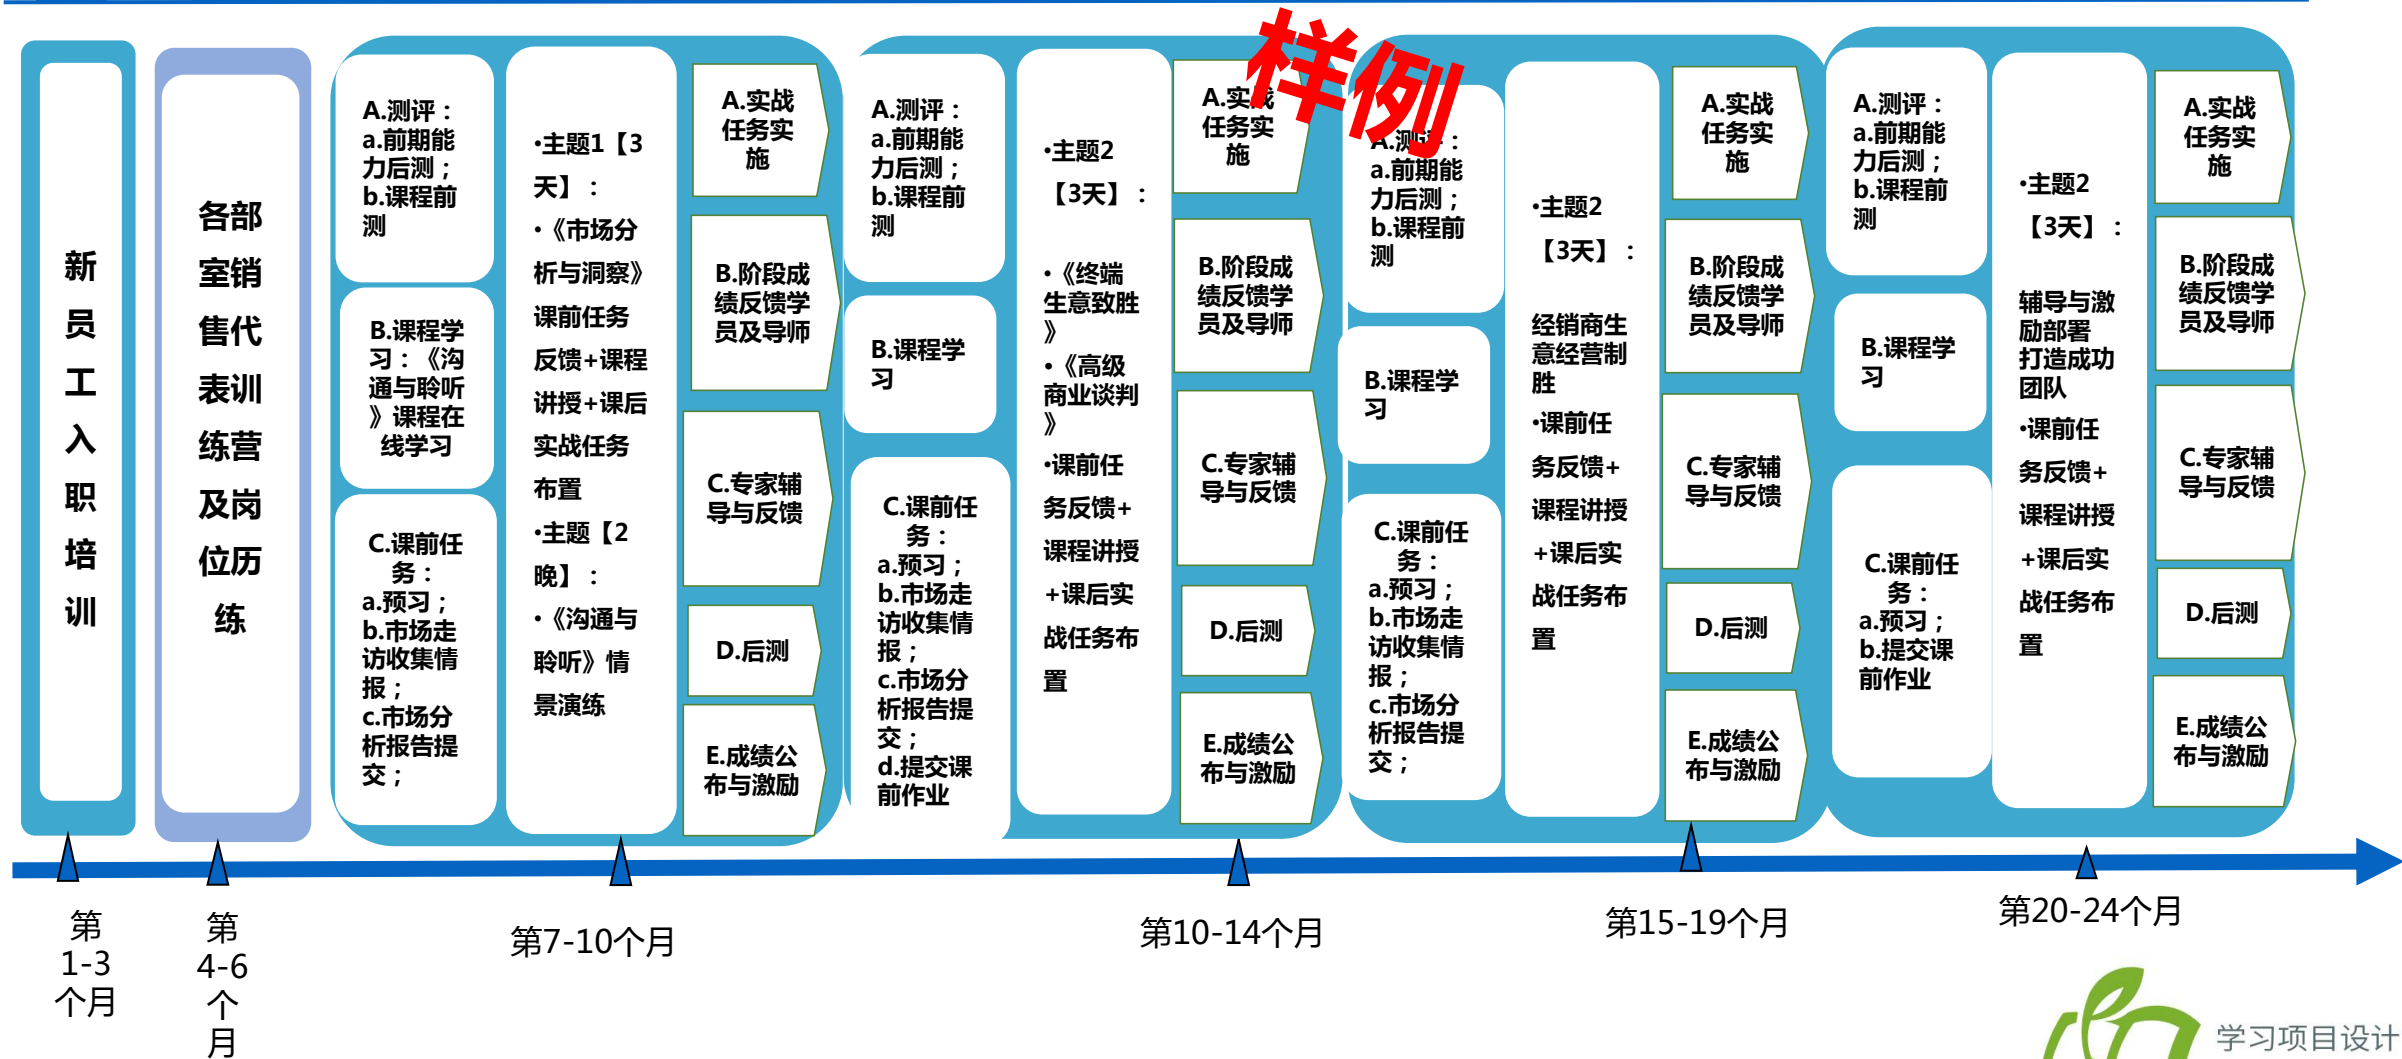 样例
新
员
工
入
职
培
训
各部
室销
售代
表训
练营
及岗
位历
练
A.测评：
a.前期能
力后测；
b.课程前
测
B.课程学
习：《沟
通与聆听
》课程在
线学习
C.课前任
务：
a.预习；
b.市场走
访收集情
报；
c.市场分
析报告提
交；
•主题1【3
天】：
•《市场分
析与洞察》
课前任务
反馈+课程
讲授+课后
实战任务
布置
•主题【2
晚】：
•《沟通与
聆听》情
景演练
A.实战
任务实
施
B.阶段成
绩反馈学
员及导师
C.专家辅
导与反馈
D.后测
E.成绩公
布与激励
A.测评：
a.前期能
力后测；
b.课程前
测
B.课程学
习
C.课前任
务：
a.预习；
b.市场走
访收集情
报；
c.市场分
析报告提
交；
d.提交课
前作业
•主题2
【3天】：
•《终端
生意致胜
》
•《高级
商业谈判
》
•课前任
务反馈+
课程讲授
+课后实
战任务布
置
A.实战
任务实
施
B.阶段成
绩反馈学
员及导师
C.专家辅
导与反馈
D.后测
E.成绩公
布与激励
A.测评：
a.前期能
力后测；
b.课程前
测
B.课程学
习
C.课前任
务：
a.预习；
b.市场走
访收集情
报；
c.市场分
析报告提
交；
•主题2
【3天】：
经销商生
意经营制
胜
•课前任
务反馈+
课程讲授
+课后实
战任务布
置
A.实战
任务实
施
B.阶段成
绩反馈学
员及导师
C.专家辅
导与反馈
D.后测
E.成绩公
布与激励
A.测评：
a.前期能
力后测；
b.课程前
测
B.课程学
习
C.课前任
务：
a.预习；
b.提交课
前作业
•主题2
【3天】：
辅导与激
励部署
打造成功
团队
•课前任
务反馈+
课程讲授
+课后实
战任务布
置
A.实战
任务实
施
B.阶段成
绩反馈学
员及导师
C.专家辅
导与反馈
D.后测
E.成绩公
布与激励
第
1-3
个月
第
4-6
个
月
第7-10个月
第10-14个月
第15-19个月
第20-24个月
学习项目设计